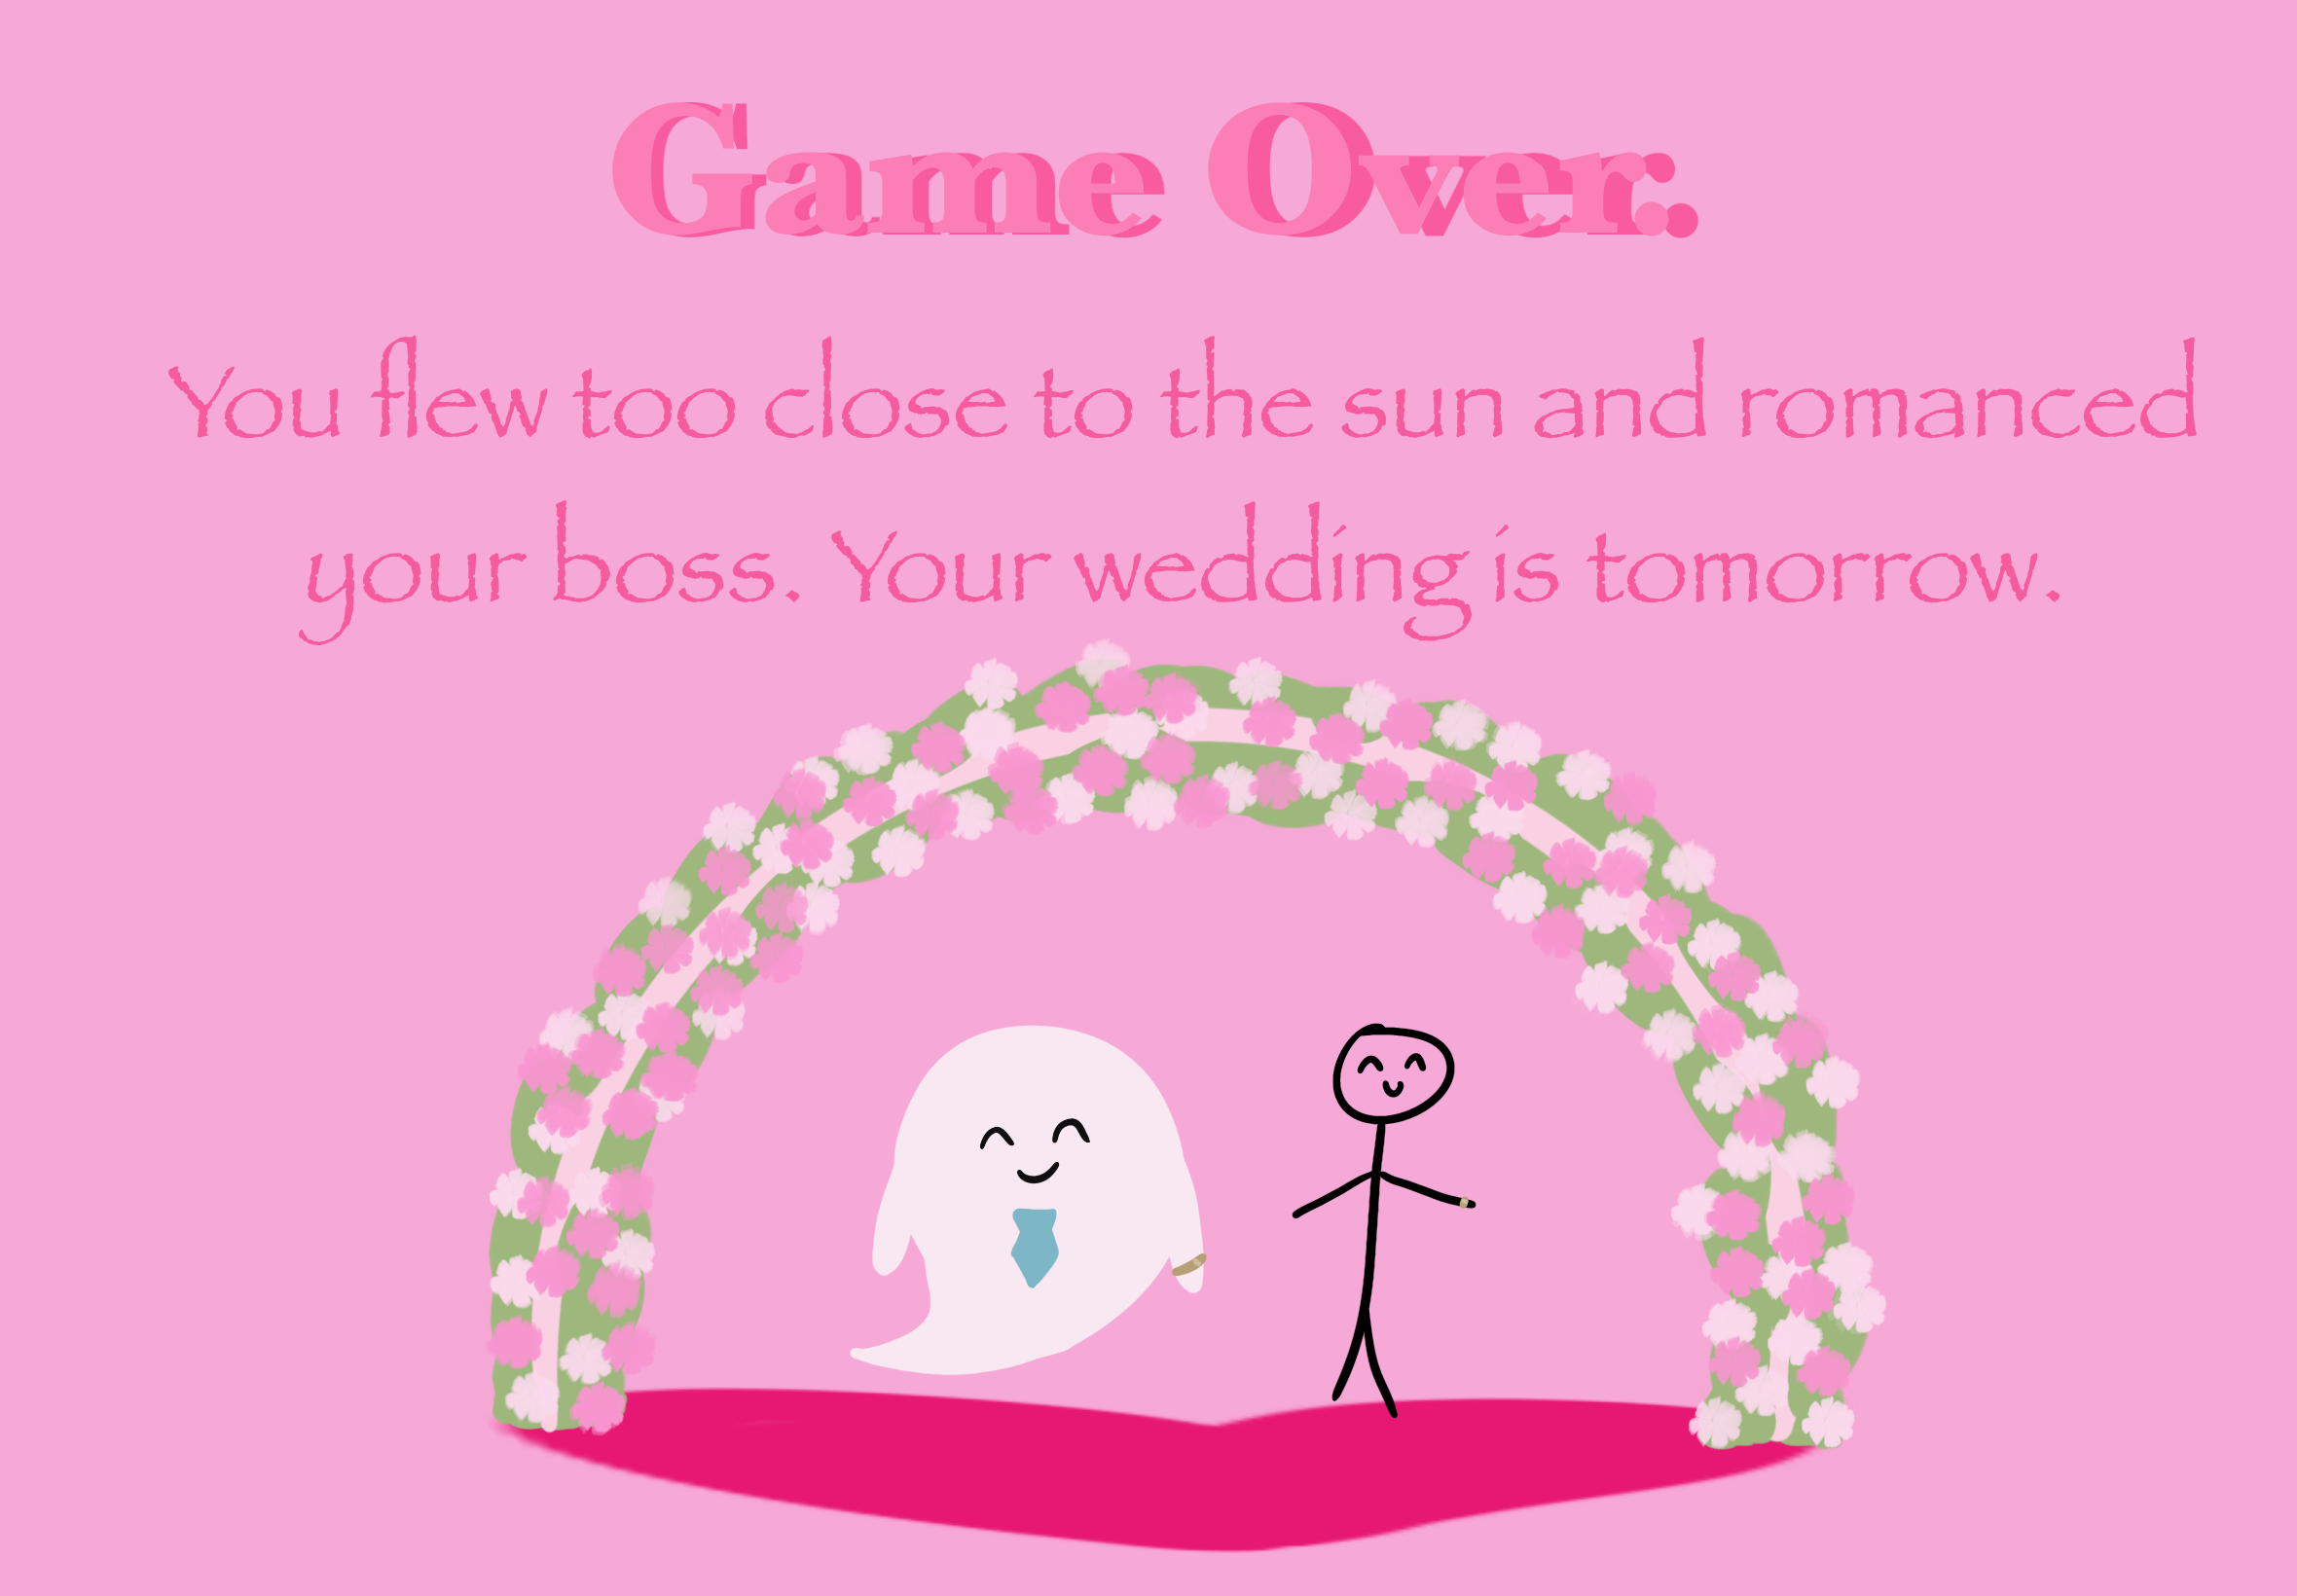 Game Over.
You flew too close to the sun and romanced
your boss. Your wedding is tomorrow.